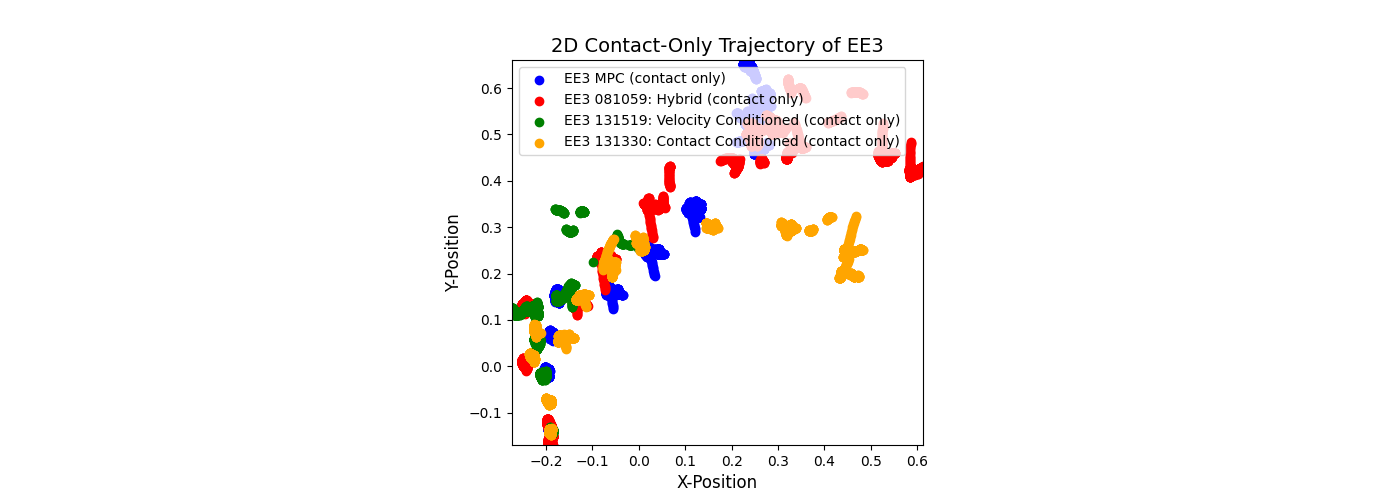 2D Contact-Only Trajectory of EE3
EE3 MPC (contact only)
EE3 081059: Hybrid (contact only)
EE3 131519: Velocity Conditioned (contact only)
EE3 131330: Contact Conditioned (contact only)
Y-Position
0.6
0.5
0.4
0.3
0.2
0.1
0.0
−0.1
−0.2 −0.1 0.0 0.1 0.2 0.3 0.4 0.5 0.6
X-Position